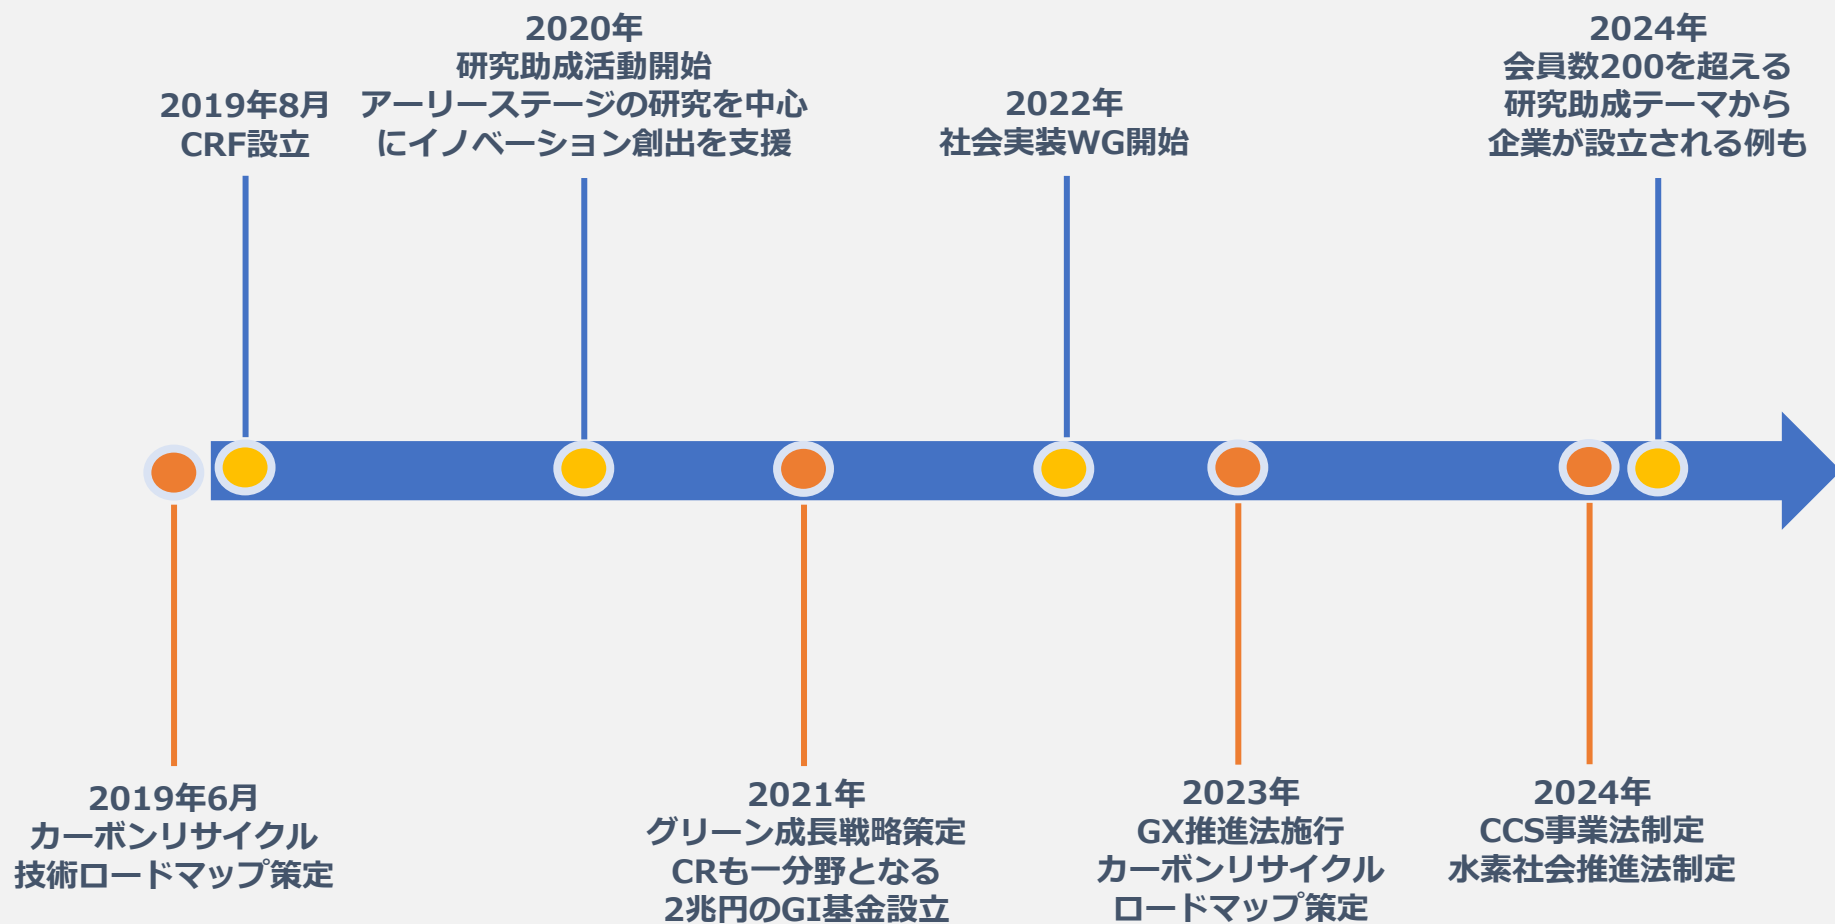 2019年8月
CRF設立
2020年
研究助成活動開始
アーリーステージの研究を中心
にイノベーション創出を支援
2022年
社会実装WG開始
2024年
会員数200を超える
研究助成テーマから
企業が設立される例も
2019年6月
カーボンリサイクル
技術ロードマップ策定
2021年
グリーン成長戦略策定
CRも一分野となる
2兆円のGI基金設立
2023年
GX推進法施行
カーボンリサイクル
ロードマップ策定
2024年
CCS事業法制定
水素社会推進法制定